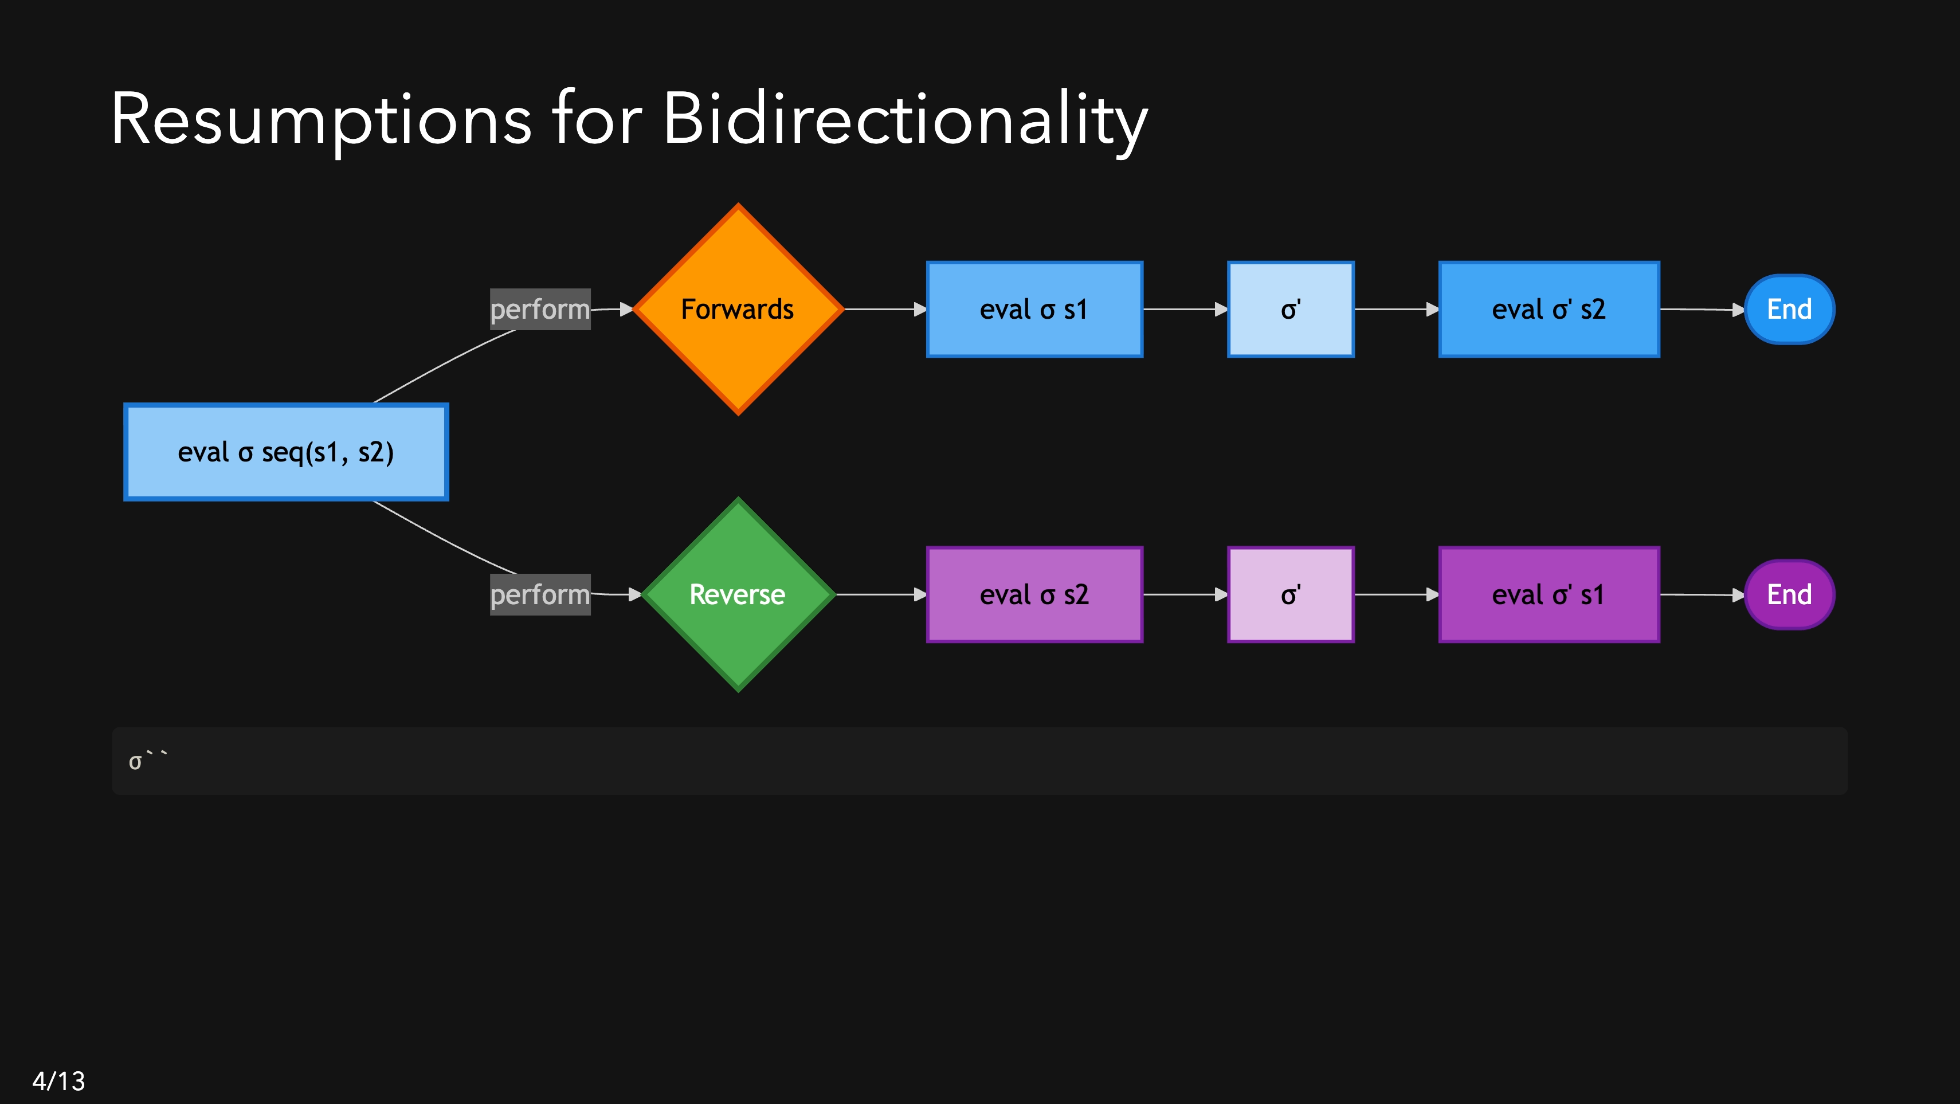 Resumptions for Bidirectionality
perform
Forwards
eval σ s1
σ'
eval σ' s2
End
eval σ seq(s1, s2)
perform
Reverse
eval σ s2
σ'
eval σ' s1
End
σ``
4/13